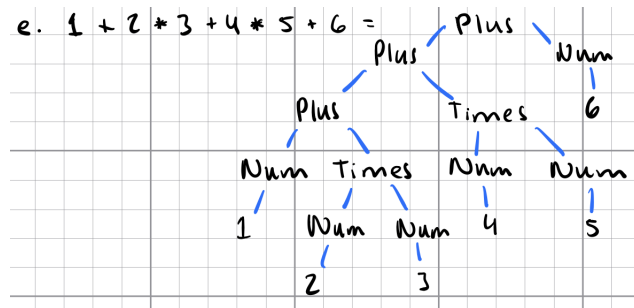 e. 1 + 2 * 3 + 4 * 5 + 6 = Plus
Plus Num
Plus Times 6
Num Times Num Num
1 Num Num 4 5
2 3